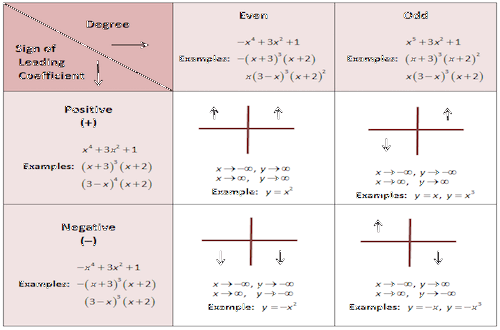 Degree
Sign of
Leading
Coefficient
Even
−x⁴+3x²+1
Examples: −(x+3)³(x+2)
x(3−x)³(x+2)²
Odd
x⁵+3x²+1
Examples: (x+3)³(x+2)²
x(3−x)³(x+2)
Positive
(+)
x⁴+3x²+1
Examples: (x+3)³(x+2)
(3−x)⁴(x+2)
x→−∞, y→∞
x→∞, y→∞
Example: y=x²
x→−∞, y→−∞
x→∞, y→∞
Examples: y=x, y=x³
Negative
(−)
−x⁴+3x²+1
Examples: −(x+3)³(x+2)
(3−x)³(x+2)
x→−∞, y→−∞
x→∞, y→−∞
Example: y=−x²
x→−∞, y→∞
x→∞, y→−∞
Examples: y=−x, y=−x³